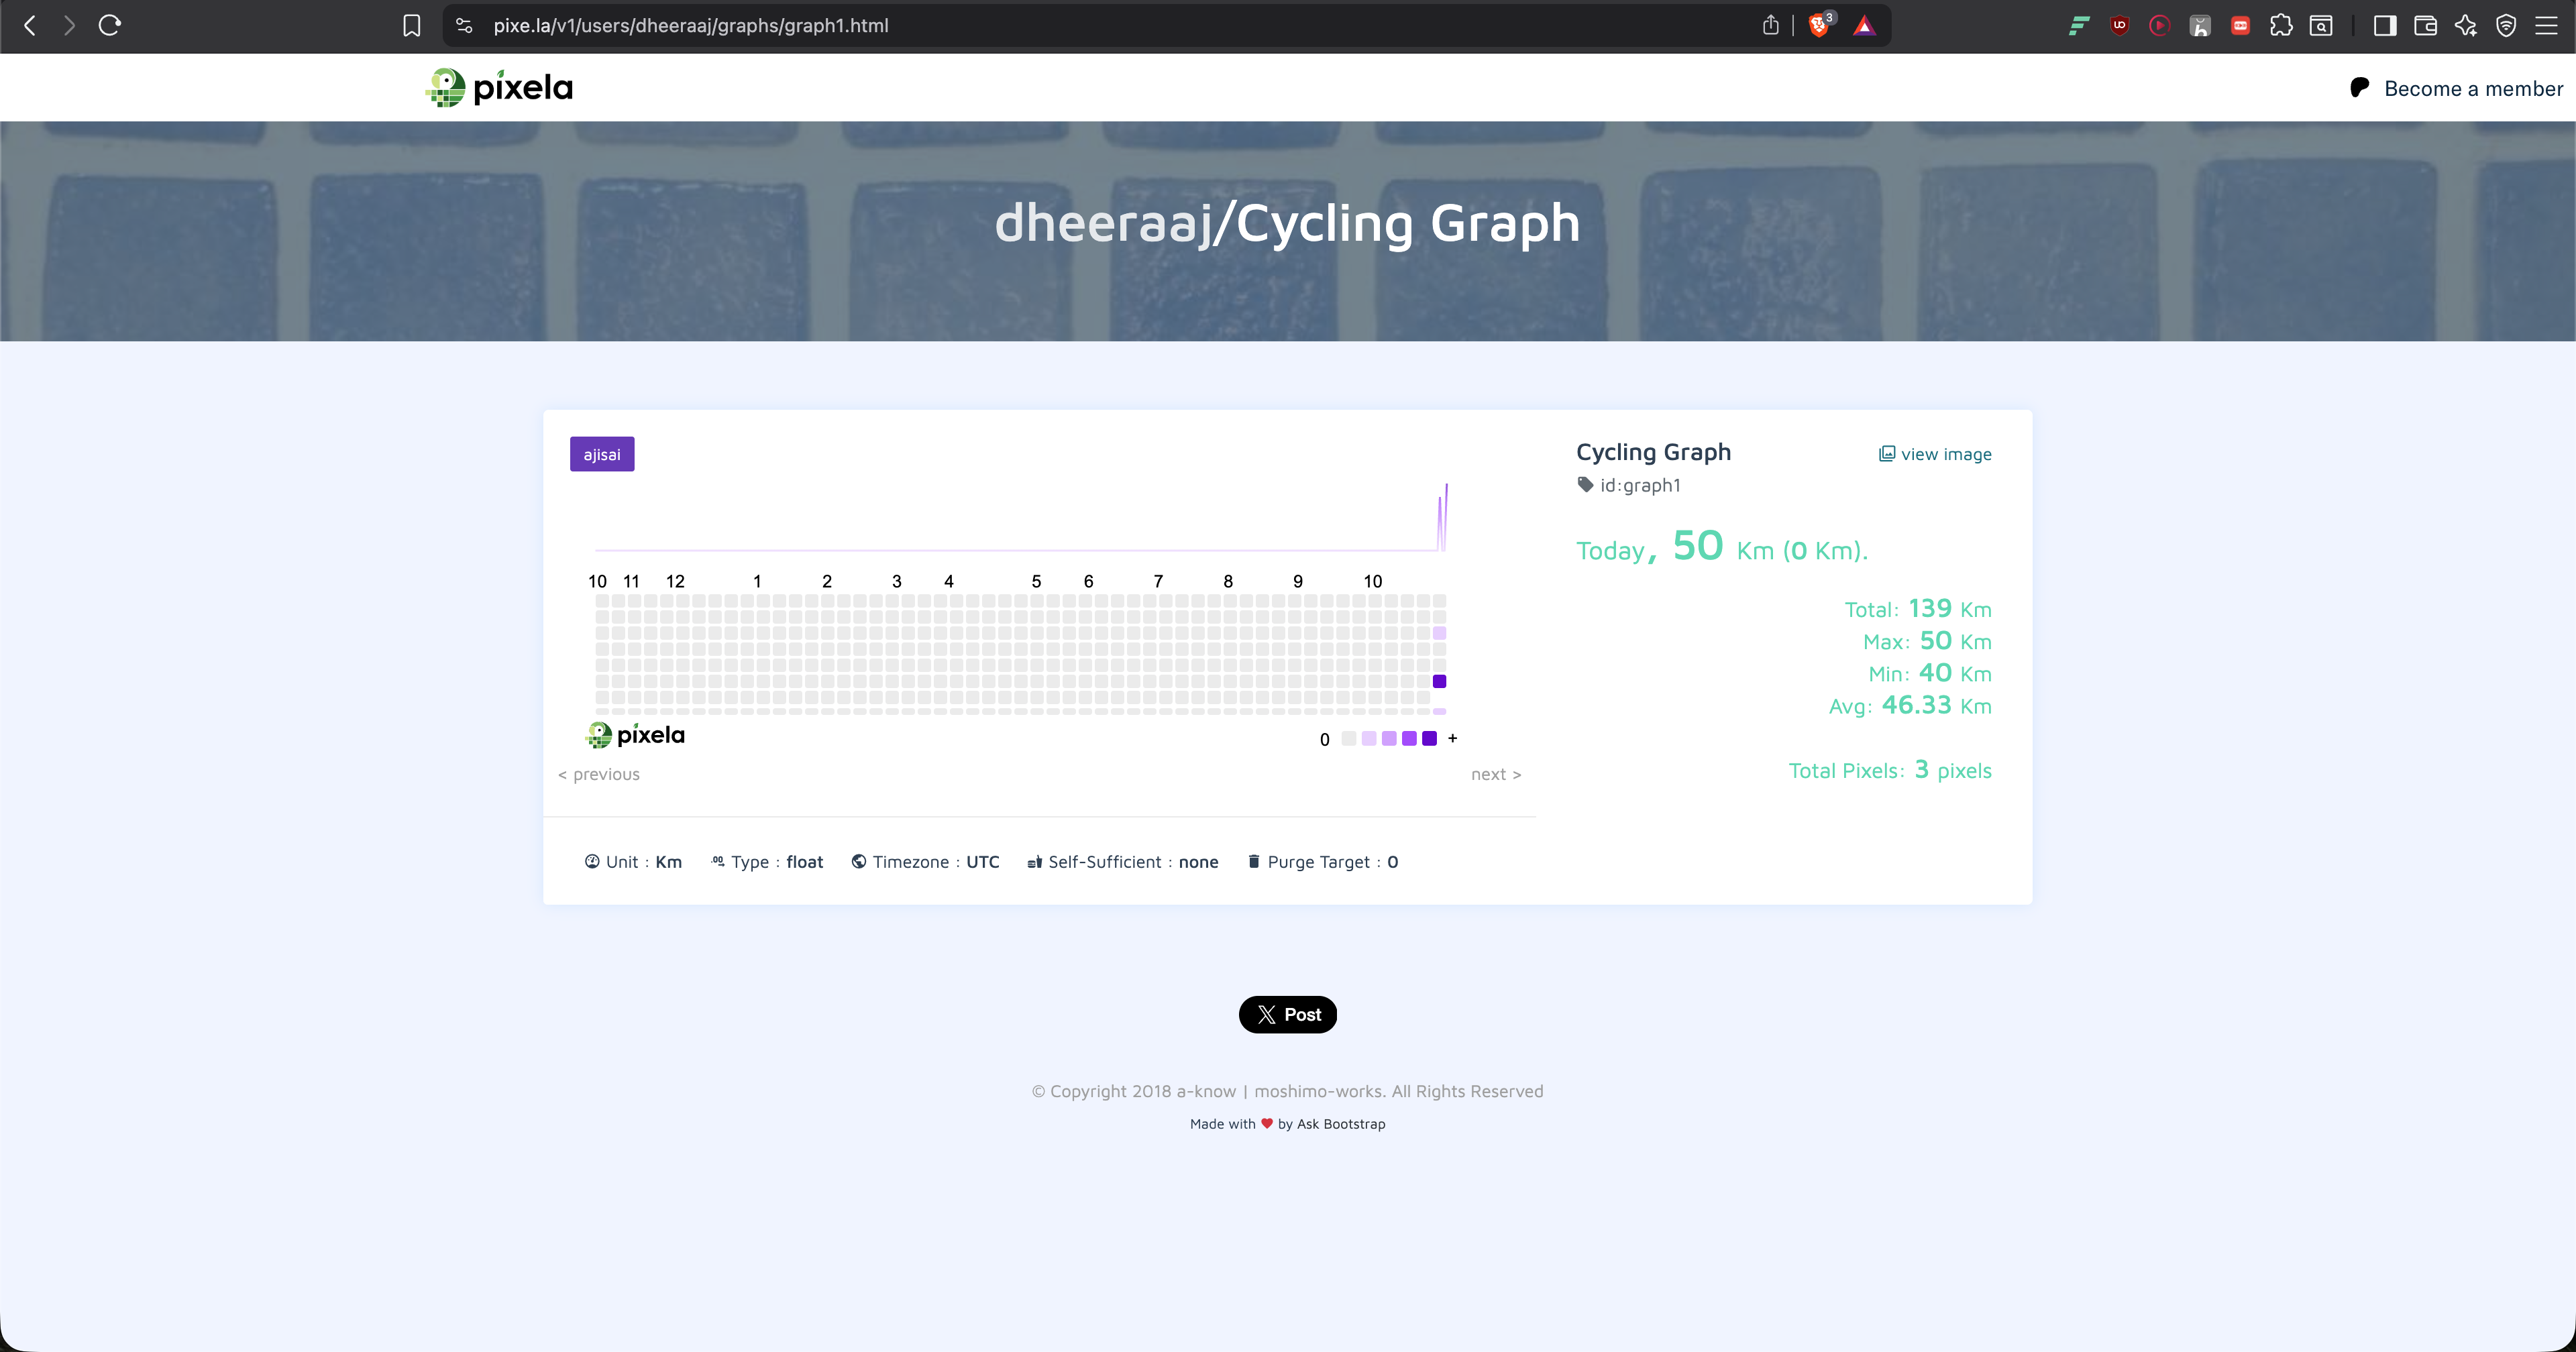 pixe.la/v1/users/dheeraaj/graphs/graph1.html
3
pixela
Become a member
dheeraaj/Cycling Graph
ajisai
Cycling Graph
view image
id:graph1
Today, 50 Km (0 Km).
10 11 12 1 2 3 4 5 6 7 8 9 10
Total: 139 Km
Max: 50 Km
Min: 40 Km
Avg: 46.33 Km
pixela
0 +
< previous
next >
Total Pixels: 3 pixels
Unit : Km Type : float Timezone : UTC Self-Sufficient : none Purge Target : 0
Post
© Copyright 2018 a-know | moshimo-works. All Rights Reserved
Made with ❤ by Ask Bootstrap